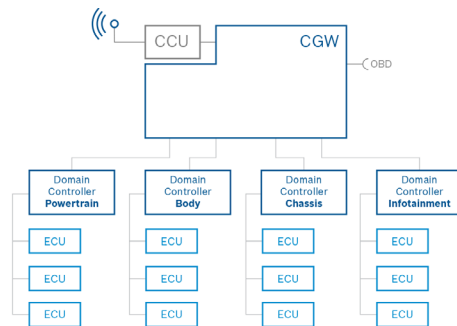 CCU
CGW
OBD
Domain
Controller
Powertrain
Domain
Controller
Body
Domain
Controller
Chassis
Domain
Controller
Infotainment
ECU
ECU
ECU
ECU
ECU
ECU
ECU
ECU
ECU
ECU
ECU
ECU